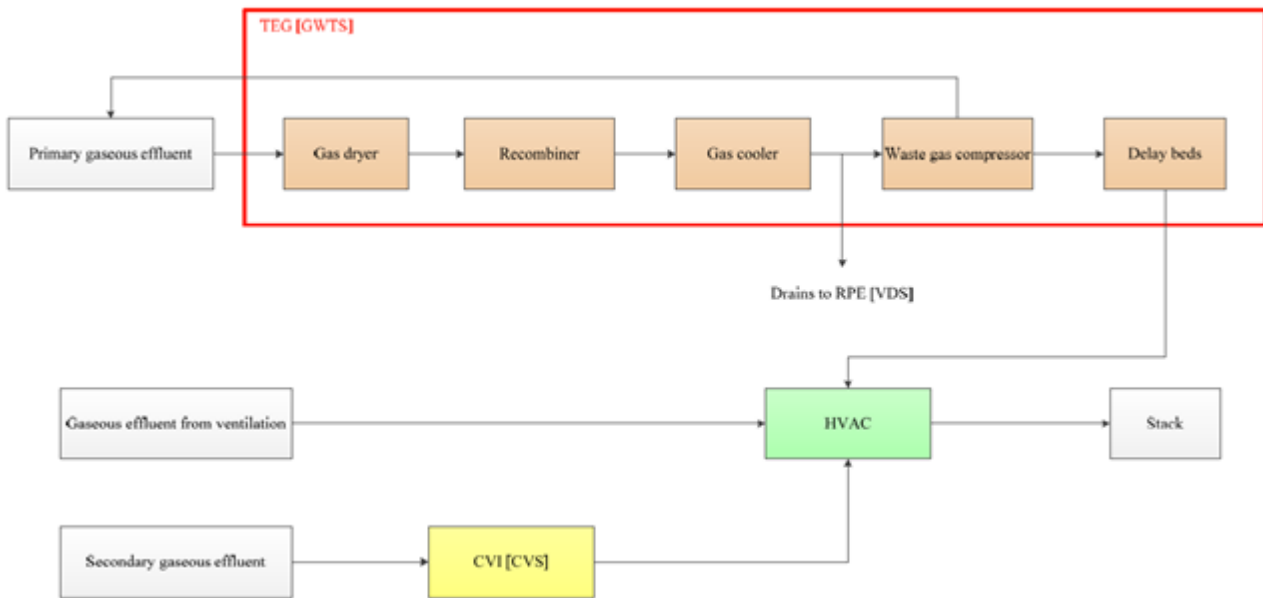 TEG [GWTS]
Primary gaseous effluent
Gas dryer
Recombiner
Gas cooler
Waste gas compressor
Delay beds
Drains to RPE [VDS]
Gaseous effluent from ventilation
HVAC
Stack
Secondary gaseous effluent
CVI [CVS]